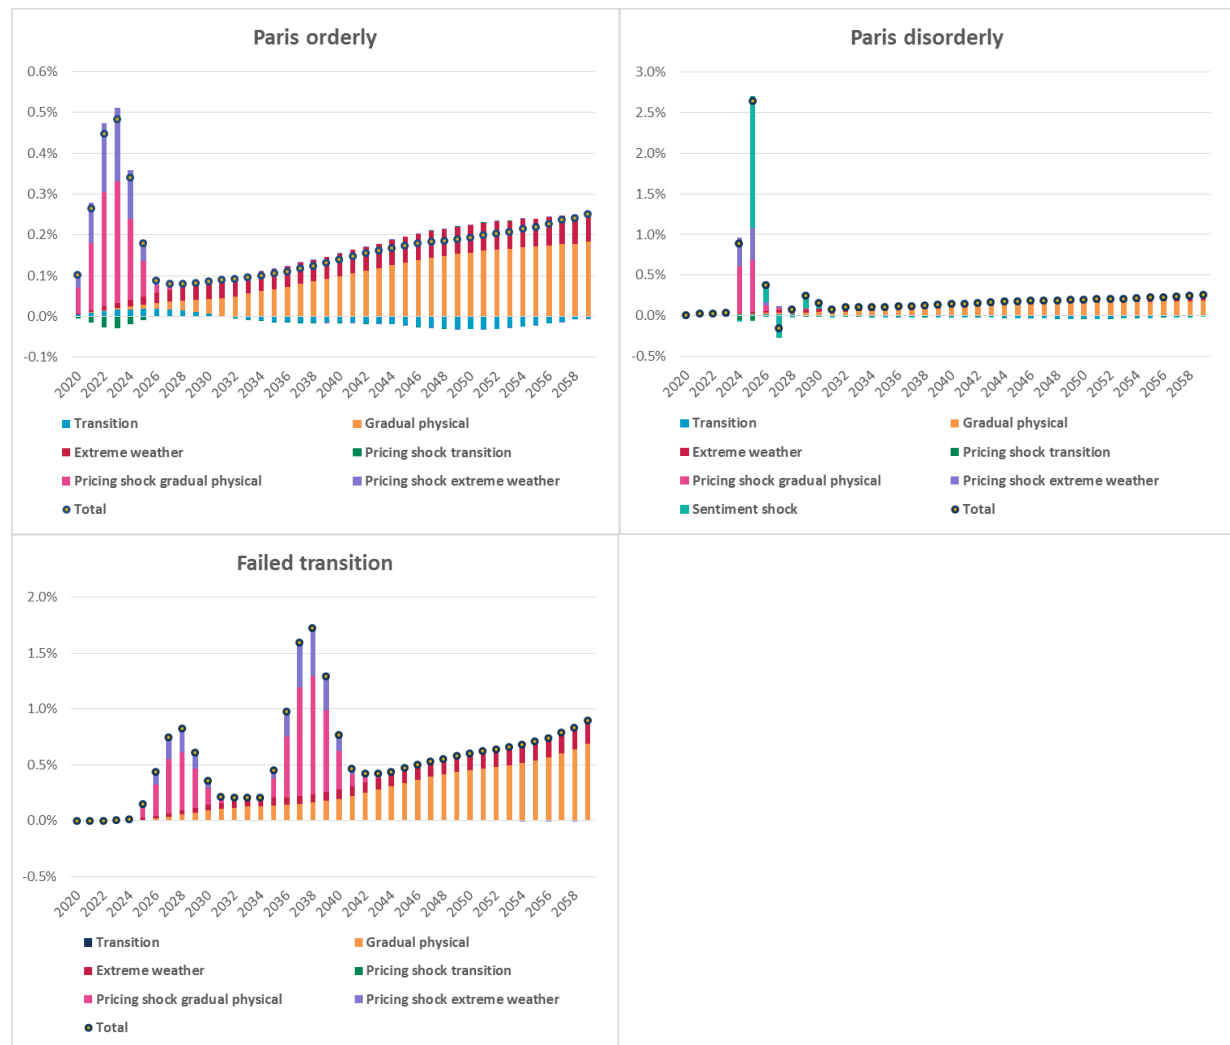 Paris orderly
0.6%
0.5%
0.4%
0.3%
0.2%
0.1%
0.0%
-0.1%
2020 2022 2024 2026 2028 2030 2032 2034 2036 2038 2040 2042 2044 2046 2048 2050 2052 2054 2056 2058
Transition Gradual physical
Extreme weather Pricing shock transition
Pricing shock gradual physical Pricing shock extreme weather
Total
Paris disorderly
3.0%
2.5%
2.0%
1.5%
1.0%
0.5%
0.0%
-0.5%
2020 2022 2024 2026 2028 2030 2032 2034 2036 2038 2040 2042 2044 2046 2048 2050 2052 2054 2056 2058
Transition Gradual physical
Extreme weather Pricing shock transition
Pricing shock gradual physical Pricing shock extreme weather
Sentiment shock Total
Failed transition
2.0%
1.5%
1.0%
0.5%
0.0%
-0.5%
2020 2022 2024 2026 2028 2030 2032 2034 2036 2038 2040 2042 2044 2046 2048 2050 2052 2054 2056 2058
Transition Gradual physical
Extreme weather Pricing shock transition
Pricing shock gradual physical Pricing shock extreme weather
Total